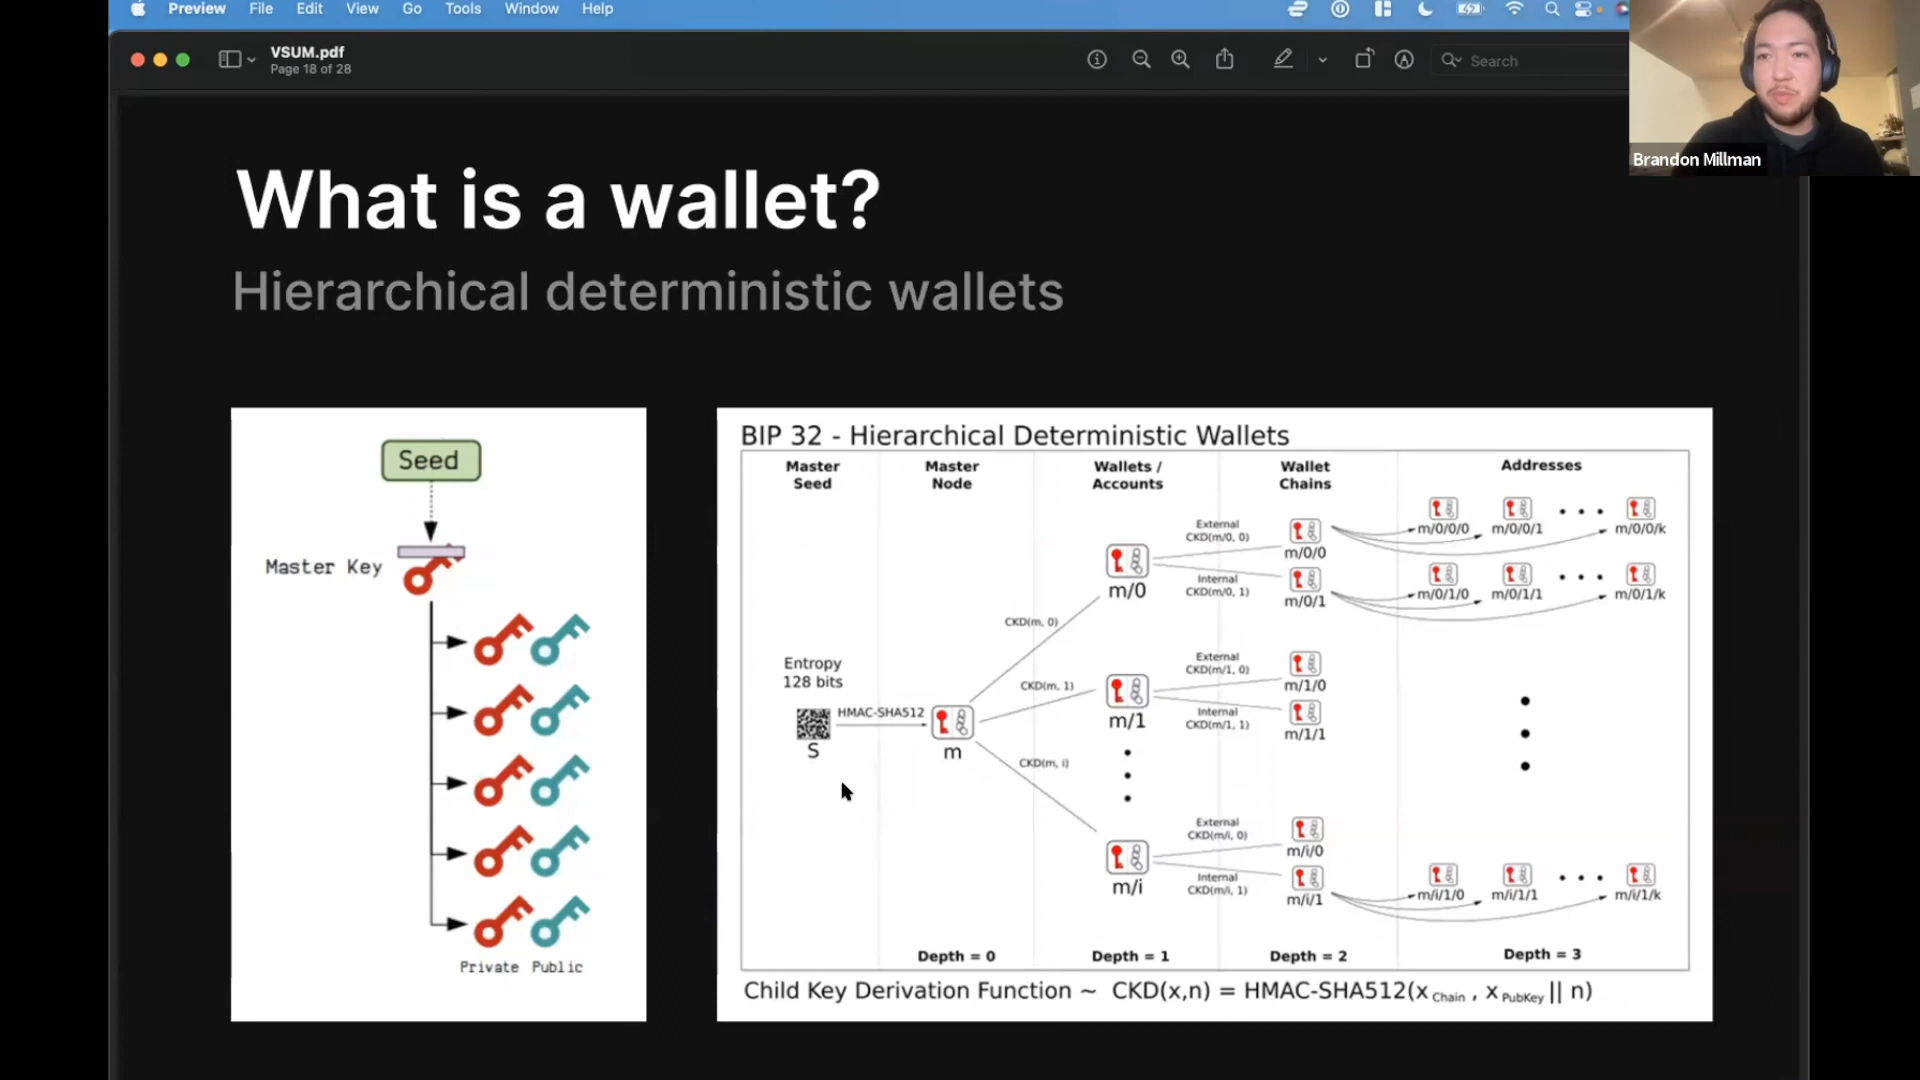 Preview File Edit View Go Tools Window Help
VSUM.pdf
Page 18 of 28
Search
Brandon Millman
What is a wallet?
Hierarchical deterministic wallets
Seed
Master Key
Private Public
BIP 32 - Hierarchical Deterministic Wallets
Master Seed
Master Node
Wallets / Accounts
Wallet Chains
Addresses
Entropy
128 bits
S
HMAC-SHA512
m
CKD(m, 0)
CKD(m, 1)
CKD(m, i)
m/0
m/1
m/i
External
CKD(m/0, 0)
Internal
CKD(m/0, 1)
External
CKD(m/1, 0)
Internal
CKD(m/1, 1)
External
CKD(m/i, 0)
Internal
CKD(m/i, 1)
m/0/0
m/0/1
m/1/0
m/1/1
m/i/0
m/i/1
m/0/0/0 m/0/0/1 m/0/0/k
m/0/1/0 m/0/1/1 m/0/1/k
m/i/1/0 m/i/1/1 m/i/1/k
Depth = 0 Depth = 1 Depth = 2 Depth = 3
Child Key Derivation Function ~ CKD(x,n) = HMAC-SHA512(x Chain , x PubKey || n)